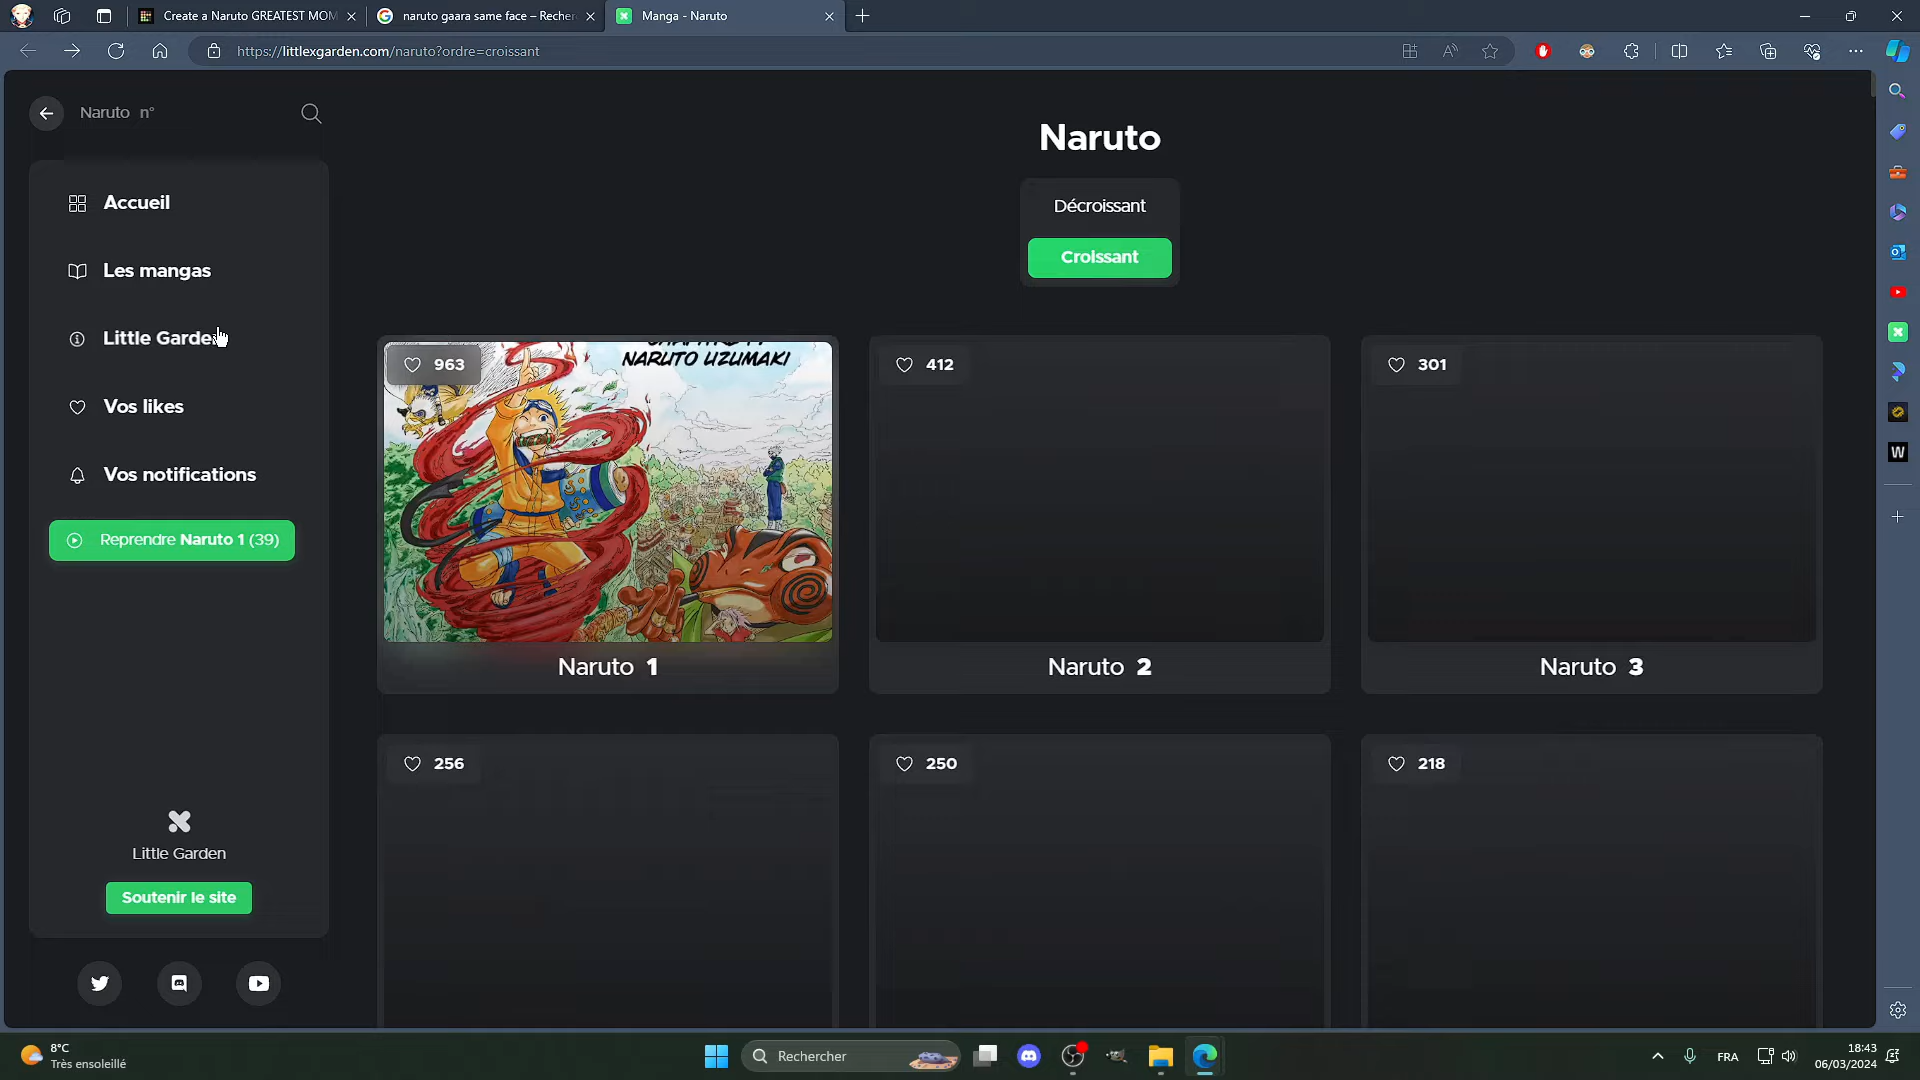 Create a Naruto GREATEST MOM
naruto gaara same face – Recher
Manga - Naruto
https://littlexgarden.com/naruto?ordre=croissant
Naruto n°
Naruto
Accueil
Décroissant
Croissant
Les mangas
Little Garden
Vos likes
Vos notifications
Reprendre Naruto 1 (39)
963
NARUTO UZUMAKI
412
301
Naruto 1
Naruto 2
Naruto 3
256
250
218
Little Garden
Soutenir le site
8°C
Très ensoleillé
Rechercher
FRA
18:43
06/03/2024
W